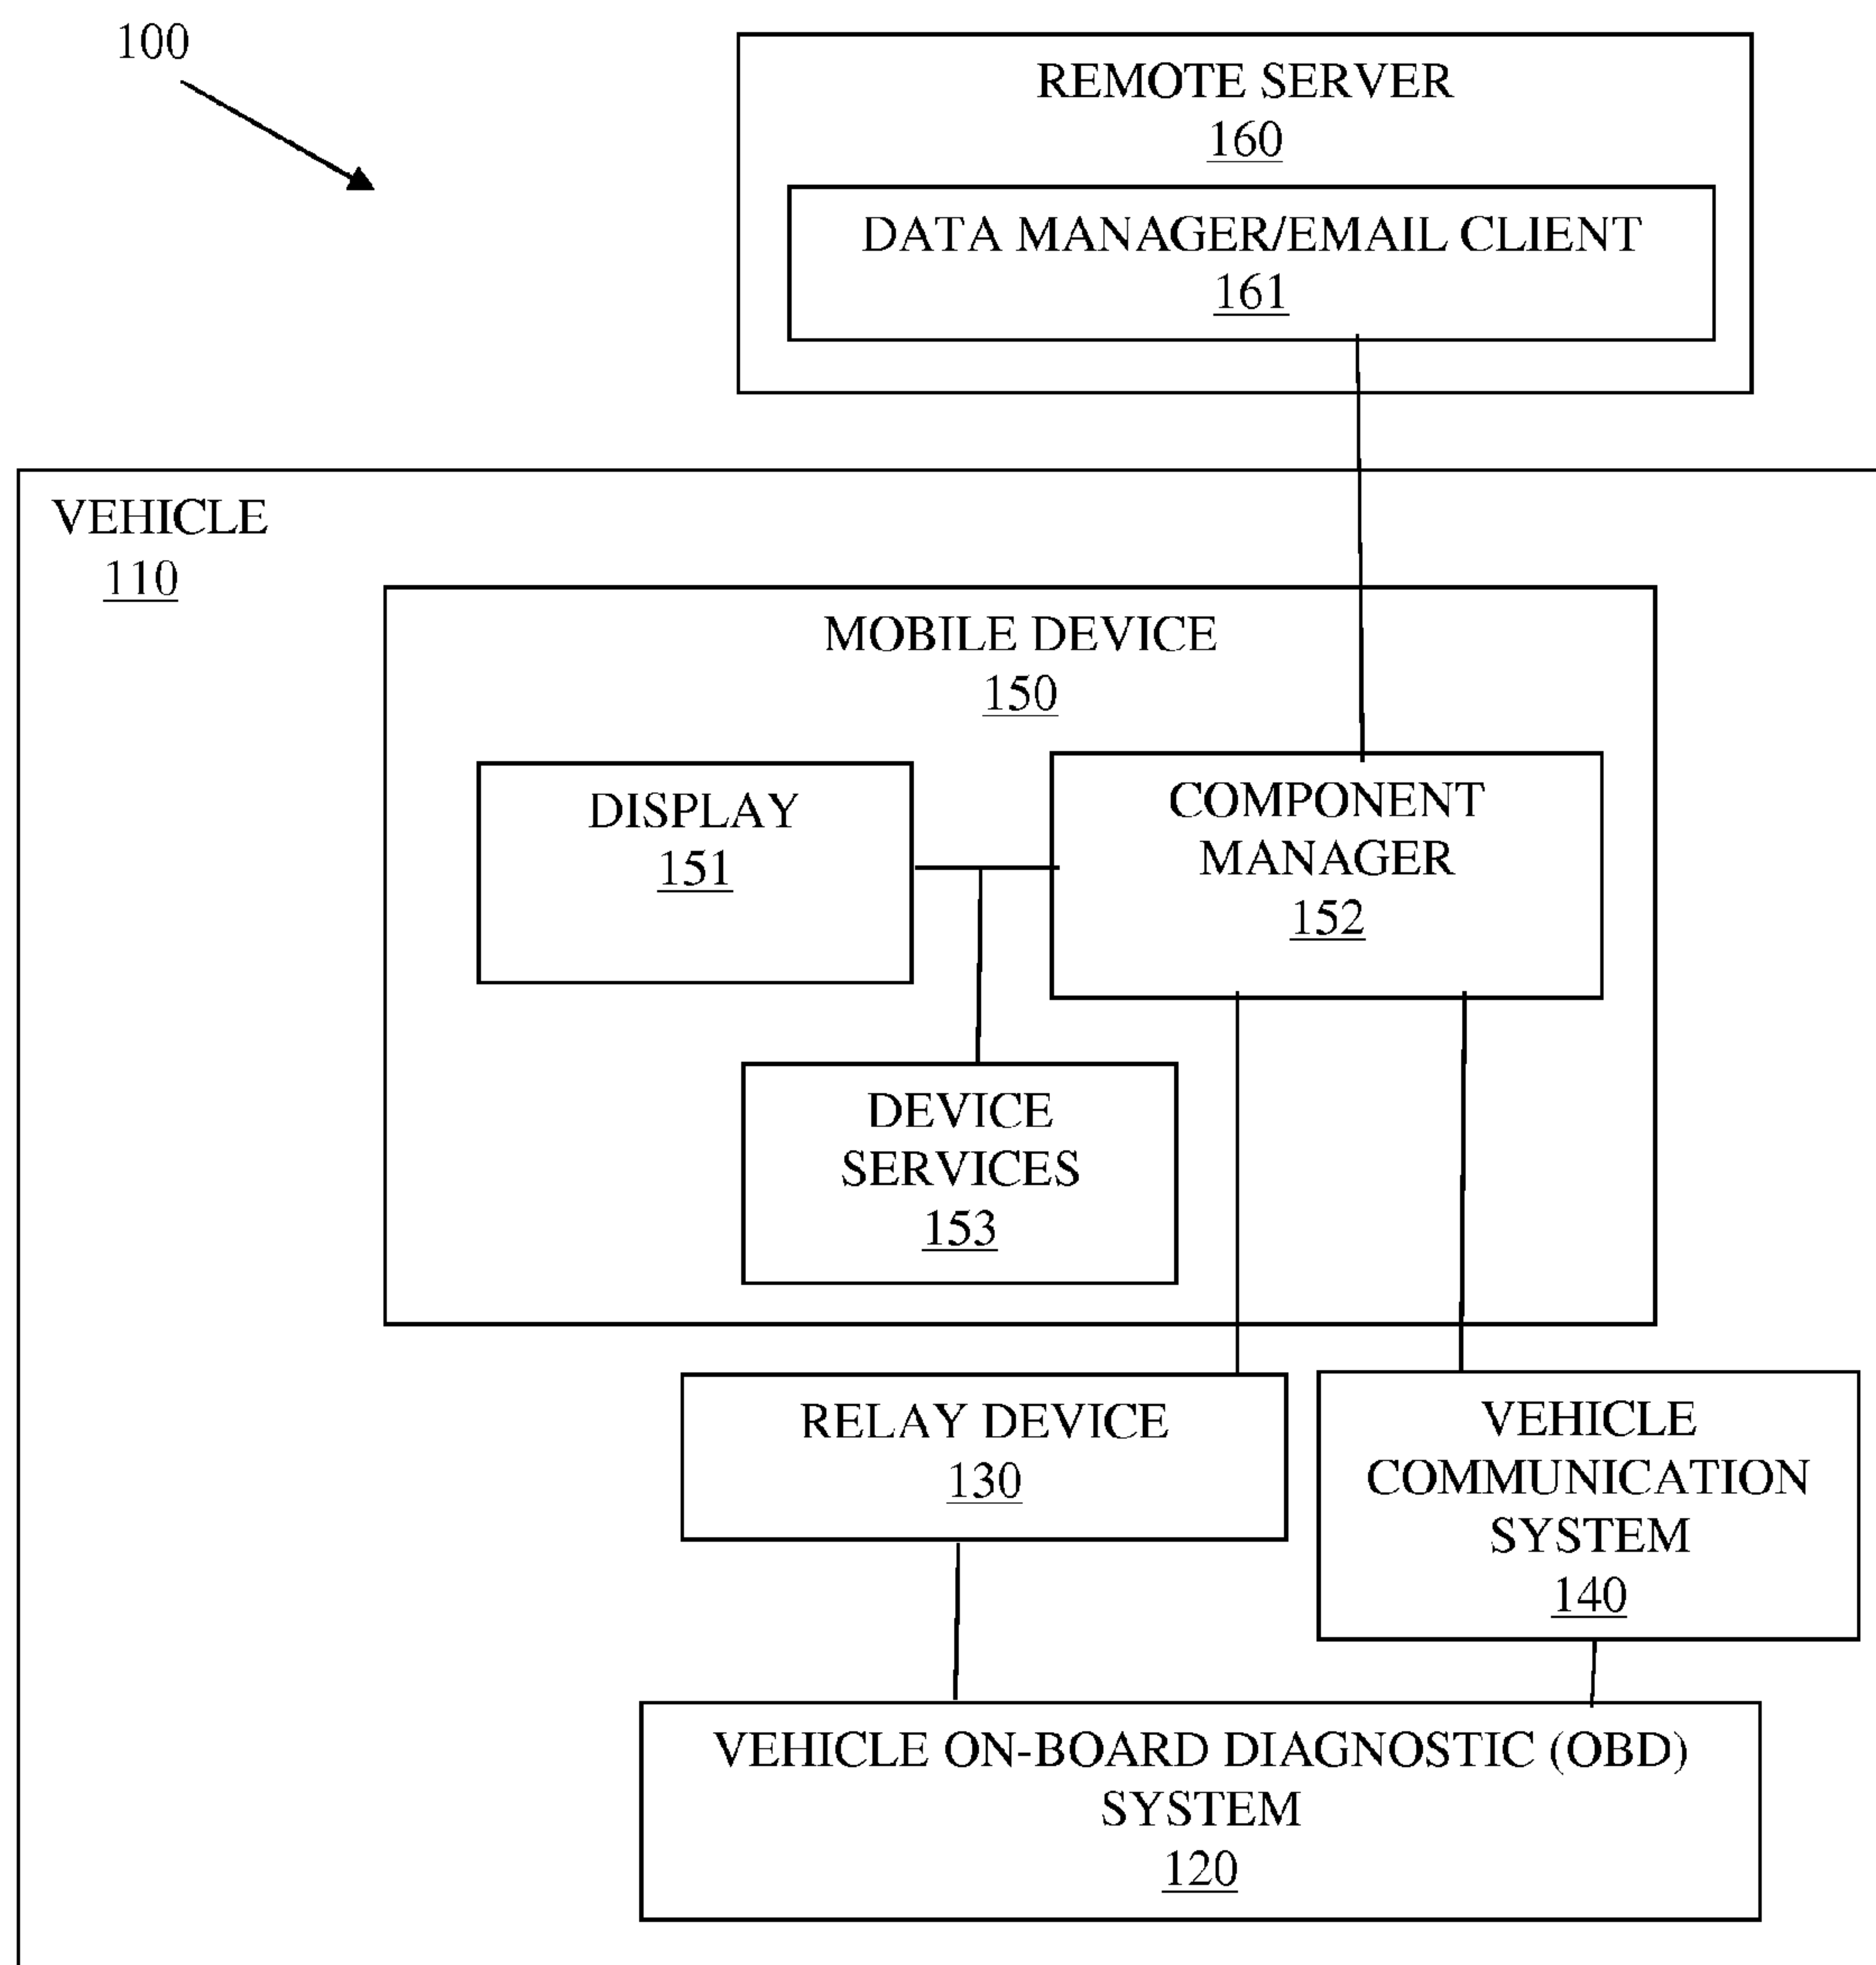 100
REMOTE SERVER
160
DATA MANAGER/EMAIL CLIENT
161
VEHICLE
110
MOBILE DEVICE
150
DISPLAY
151
COMPONENT
MANAGER
152
DEVICE
SERVICES
153
RELAY DEVICE
130
VEHICLE
COMMUNICATION
SYSTEM
140
VEHICLE ON-BOARD DIAGNOSTIC (OBD)
SYSTEM
120